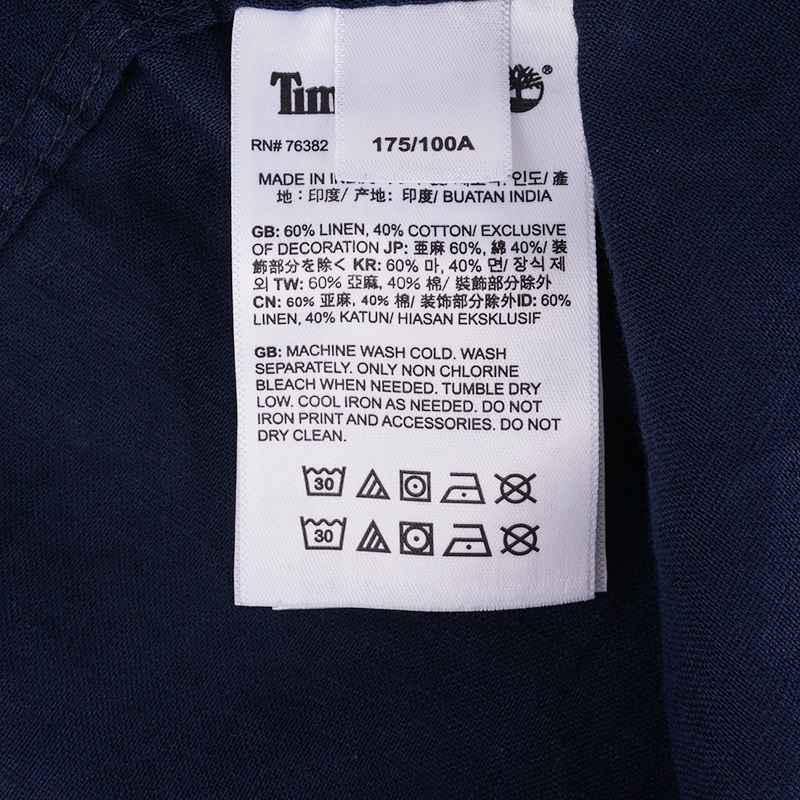 Tim
®
175/100A
RN# 76382
MADE IN
인도/ 產
地：印度/ 产地：印度/ BUATAN INDIA
GB: 60% LINEN, 40% COTTON/ EXCLUSIVE
OF DECORATION JP: 亜麻 60%, 綿 40%/ 装
飾部分を除く KR: 60% 마, 40% 면/ 장식 제
외 TW: 60% 亞麻, 40% 棉/ 裝飾部分除外
CN: 60% 亚麻, 40% 棉/ 装饰部分除外ID: 60%
LINEN, 40% KATUN/ HIASAN EKSKLUSIF
GB: MACHINE WASH COLD. WASH
SEPARATELY. ONLY NON CHLORINE
BLEACH WHEN NEEDED. TUMBLE DRY
LOW. COOL IRON AS NEEDED. DO NOT
IRON PRINT AND ACCESSORIES. DO NOT
DRY CLEAN.
30
30